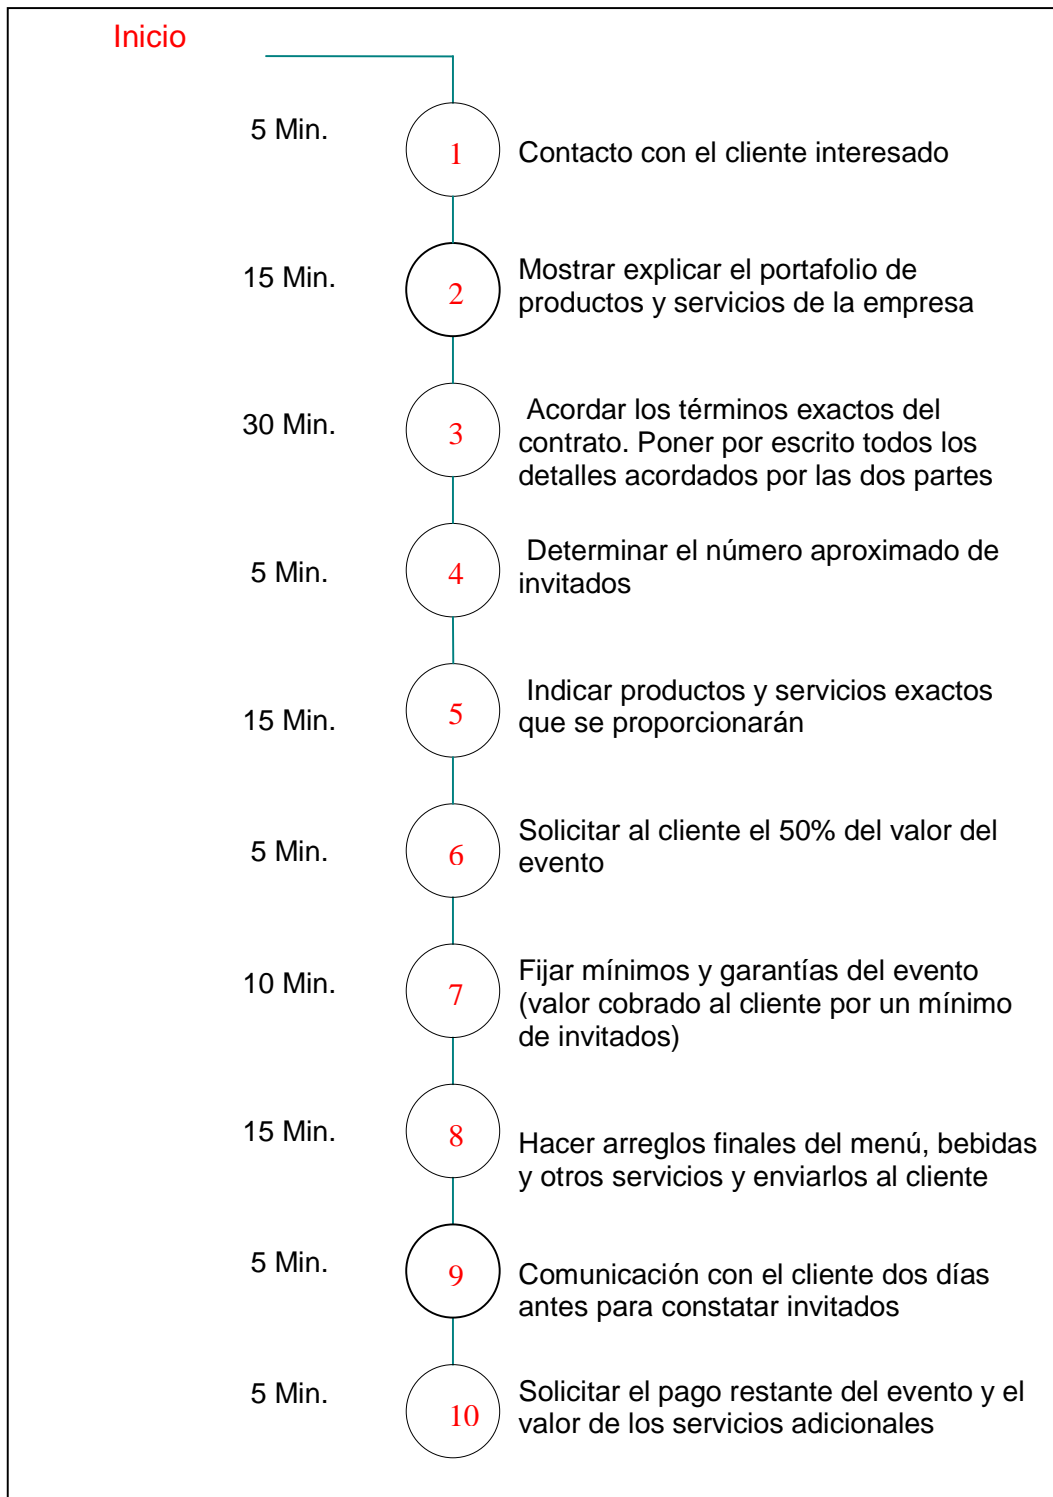 Inicio
5 Min.
1
Contacto con el cliente interesado
15 Min.
2
Mostrar explicar el portafolio de
productos y servicios de la empresa
30 Min.
3
Acordar los términos exactos del
contrato. Poner por escrito todos los
detalles acordados por las dos partes
5 Min.
4
Determinar el número aproximado de
invitados
15 Min.
5
Indicar productos y servicios exactos
que se proporcionarán
5 Min.
6
Solicitar al cliente el 50% del valor del
evento
10 Min.
7
Fijar mínimos y garantías del evento
(valor cobrado al cliente por un mínimo
de invitados)
15 Min.
8
Hacer arreglos finales del menú, bebidas
y otros servicios y enviarlos al cliente
5 Min.
9
Comunicación con el cliente dos días
antes para constatar invitados
5 Min.
10
Solicitar el pago restante del evento y el
valor de los servicios adicionales